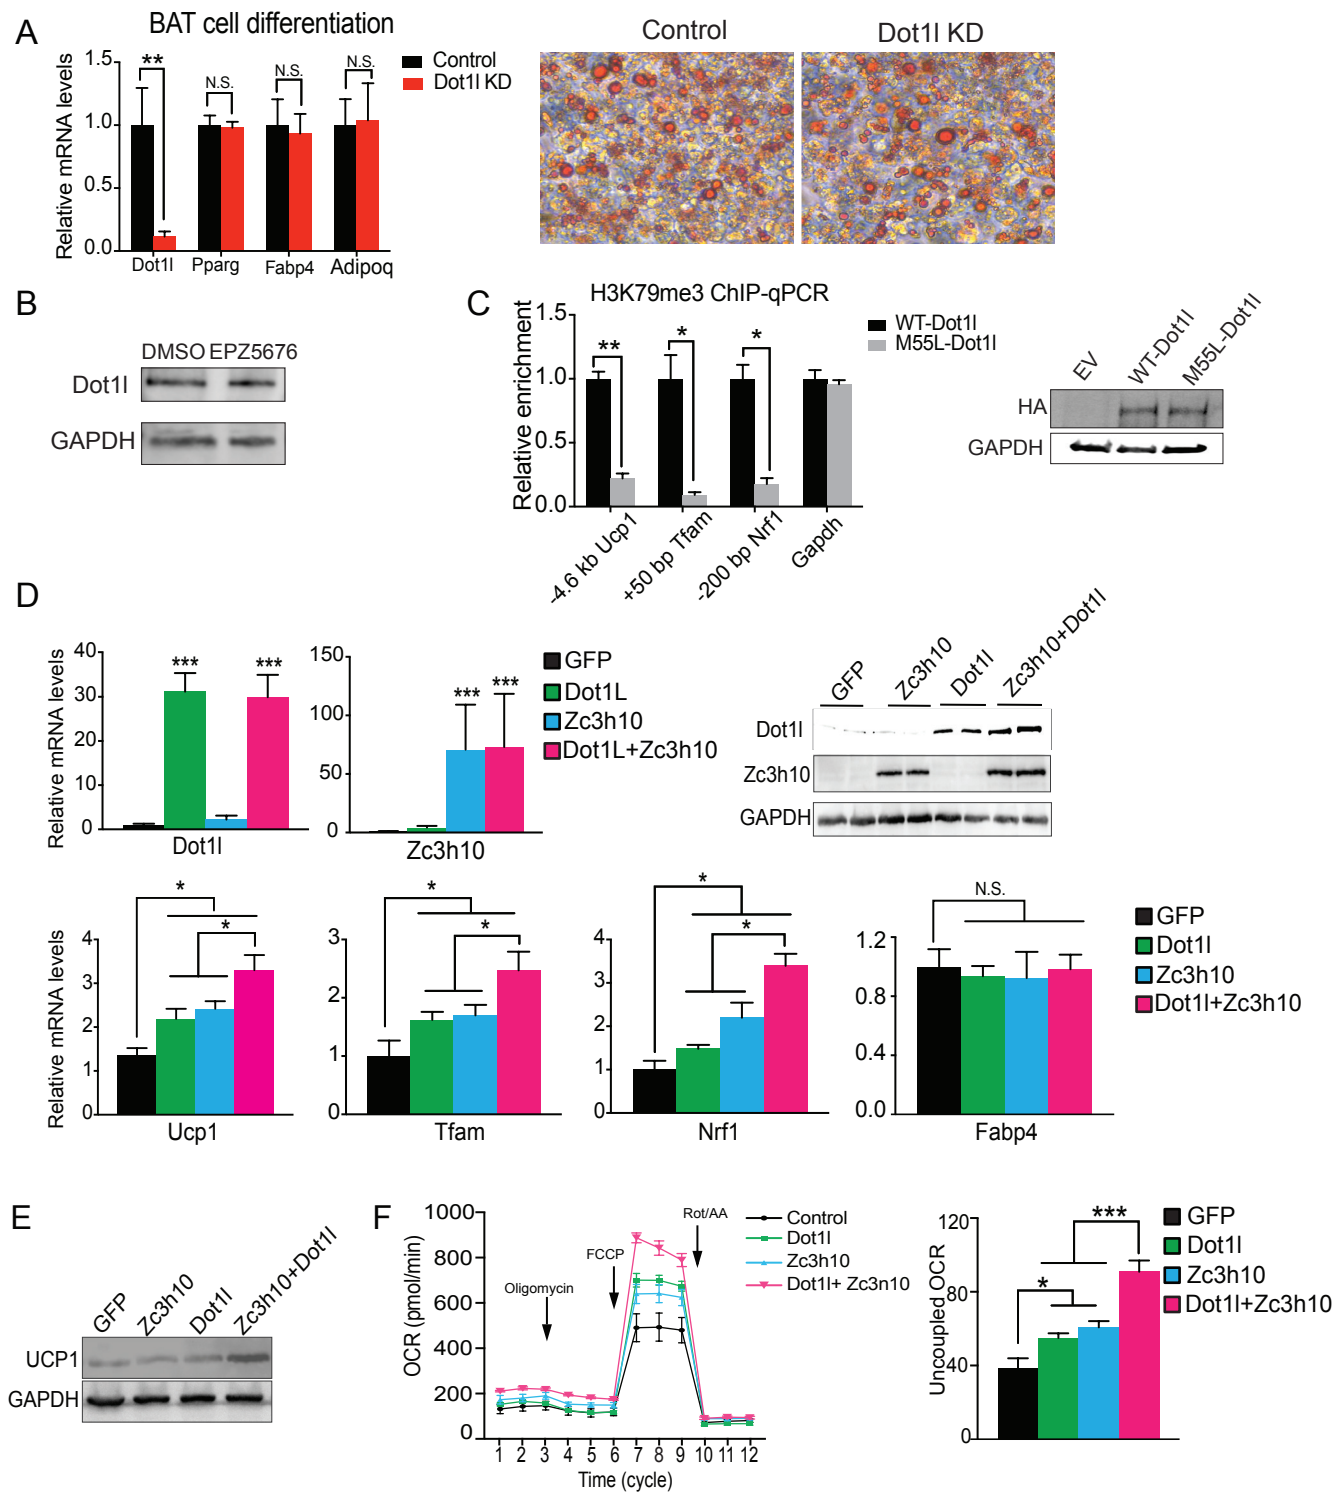 A
BAT cell differentiation
Control
Dot1l KD
Relative mRNA levels
1.5
1.0
0.5
0.0
**
N.S.
N.S.
N.S.
Dot1l
Pparg
Fabp4
Adipoq
Control
Dot1l KD
B
DMSO EPZ5676
Dot1l
GAPDH
C
H3K79me3 ChIP-qPCR
Relative enrichment
1.5
1.0
0.5
0.0
**
*
*
-4.6 kb Ucp1
+50 bp Tfam
-200 bp Nrf1
Gapdh
WT-Dot1l
M55L-Dot1l
EV
WT-Dot1l
M55L-Dot1l
HA
GAPDH
D
Relative mRNA levels
40
30
20
10
0
***
***
Dot1l
150
100
50
0
***
***
Zc3h10
GFP
Dot1L
Zc3h10
Dot1L+Zc3h10
GFP
Zc3h10
Dot1l
Zc3h10+Dot1l
Dot1l
Zc3h10
GAPDH
Relative mRNA levels
4
2
1
0
*
*
Ucp1
3
2
1
0
*
*
Tfam
4
3
2
1
0
*
*
Nrf1
1.2
0.8
0.4
0.0
N.S.
Fabp4
GFP
Dot1l
Zc3h10
Dot1l+Zc3h10
E
GFP
Zc3h10
Dot1l
Zc3h10+Dot1l
UCP1
GAPDH
F
OCR (pmol/min)
1000
800
600
400
200
0
Oligomycin
FCCP
Rot/AA
1 2 3 4 5 6 7 8 9 10 11 12
Time (cycle)
Control
Dot1l
Zc3h10
Dot1l+ Zc3n10
Uncoupled OCR
120
80
40
0
*
***
GFP
Dot1l
Zc3h10
Dot1l+Zc3h10